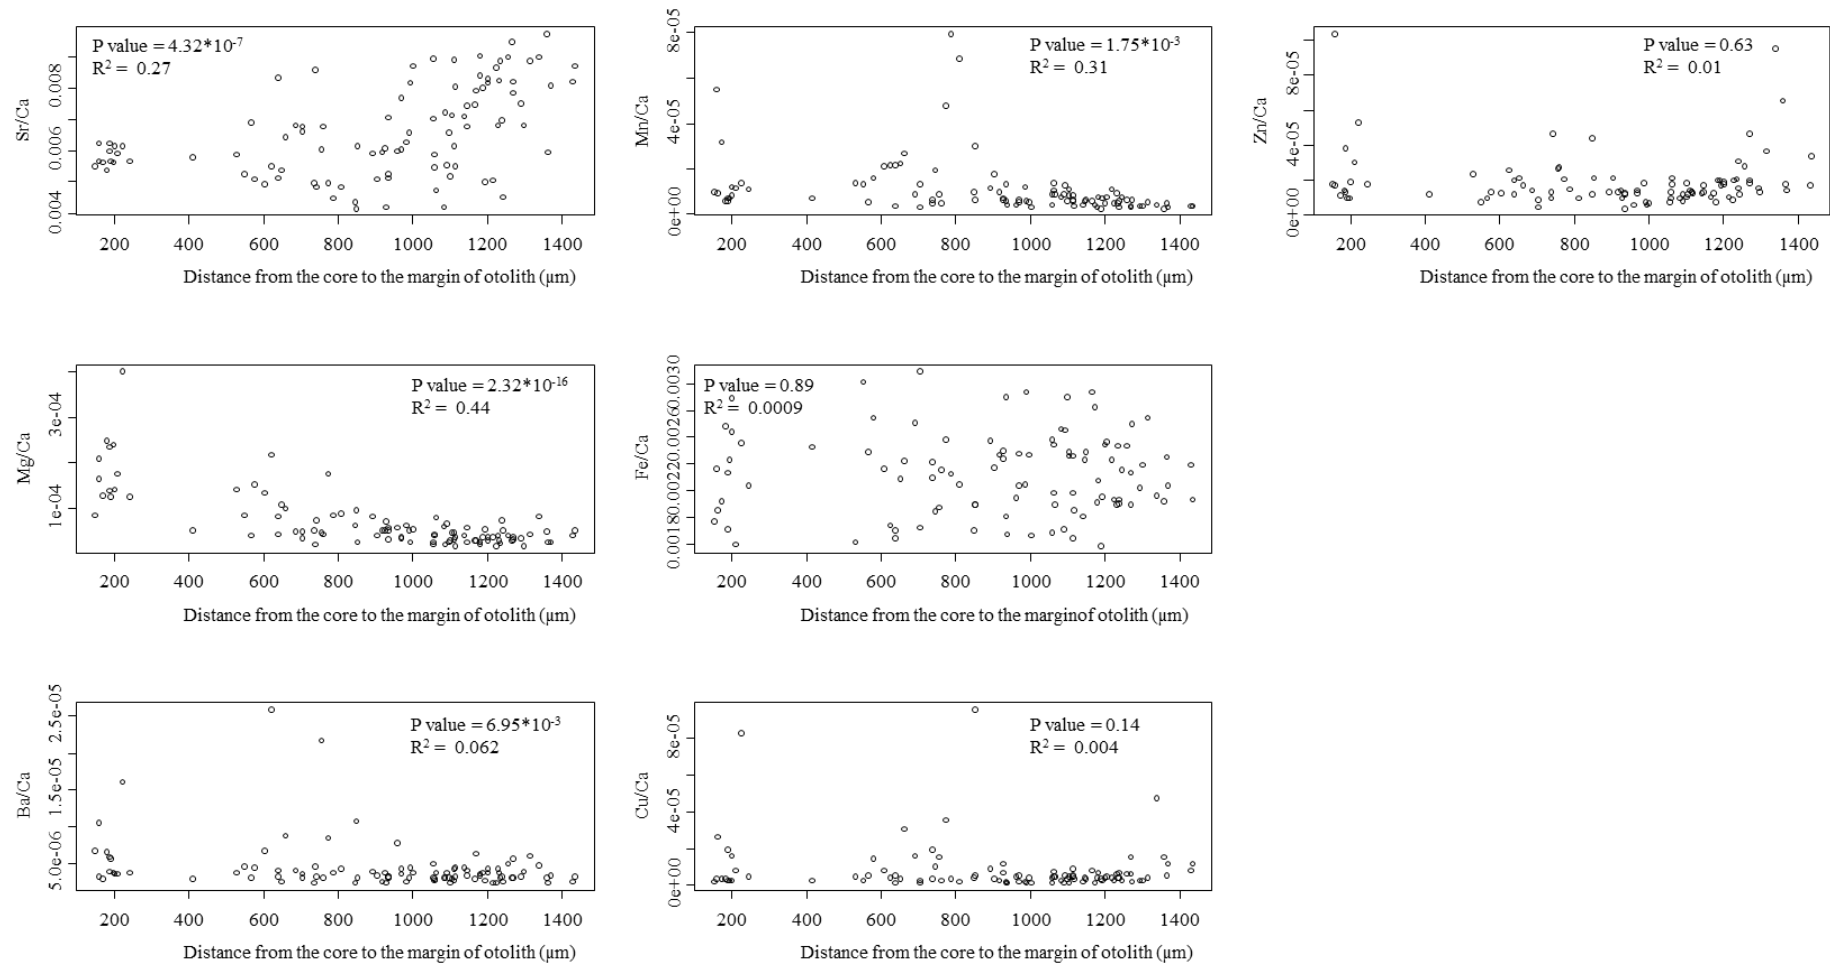 P value = 4.32*10-7
R2 = 0.27
Sr/Ca
0.004 0.006 0.008
200 400 600 800 1000 1200 1400
Distance from the core to the margin of otolith (μm)
P value = 1.75*10-3
R2 = 0.31
Mn/Ca
0e+00 4e-05 8e-05
200 400 600 800 1000 1200 1400
Distance from the core to the margin of otolith (μm)
P value = 0.63
R2 = 0.01
Zn/Ca
0e+00 4e-05 8e-05
200 400 600 800 1000 1200 1400
Distance from the core to the margin of otolith (μm)
P value = 2.32*10-16
R2 = 0.44
Mg/Ca
1e-04 3e-04
200 400 600 800 1000 1200 1400
Distance from the core to the margin of otolith (μm)
P value = 0.89
R2 = 0.0009
Fe/Ca
0.0018 0.0022 0.0026 0.0030
200 400 600 800 1000 1200 1400
Distance from the core to the marginof otolith (μm)
P value = 6.95*10-3
R2 = 0.062
Ba/Ca
5.0e-06 1.5e-05 2.5e-05
200 400 600 800 1000 1200 1400
Distance from the core to the margin of otolith (μm)
P value = 0.14
R2 = 0.004
Cu/Ca
0e+00 4e-05 8e-05
200 400 600 800 1000 1200 1400
Distance from the core to the margin of otolith (μm)